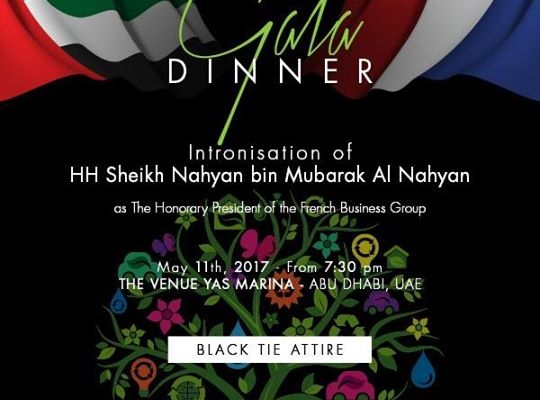 Gala
DINNER
Intronisation of
HH Sheikh Nahyan bin Mubarak Al Nahyan
as The Honorary President of the French Business Group
May 11th, 2017 - From 7:30 pm
THE VENUE YAS MARINA - ABU DHABI, UAE
BLACK TIE ATTIRE